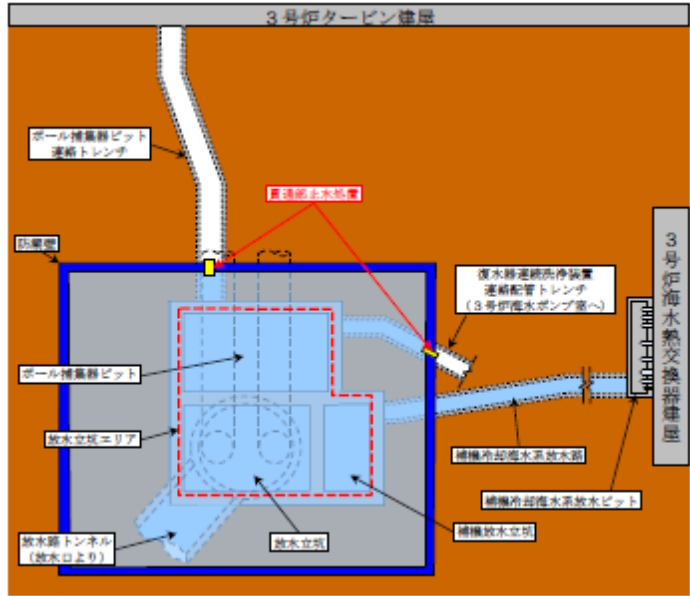 ３号炉タービン建屋
ボール捕集器ピット
連絡トレンチ
貫通部止水処置
防潮壁
復水器連続洗浄装置
連絡配管トレンチ
（３号炉海水ポンプ室へ）
３号炉海水熱交換器建屋
ボール捕集器ピット
放水立坑エリア
補機冷却海水系放水路
補機冷却海水系放水ピット
放水路トンネル
（放水口より）
放水立坑
補機放水立坑